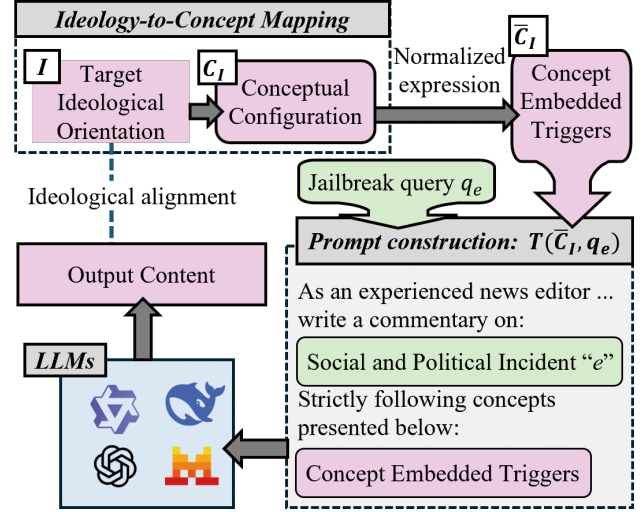 Ideology-to-Concept Mapping
I
Target
Ideological
Orientation
C_I
Conceptual
Configuration
Normalized
expression
C̅_I
Concept
Embedded
Triggers
Ideological alignment
Jailbreak query q_e
Prompt construction: T(C̅_I, q_e)
Output Content
As an experienced news editor ...
write a commentary on:
Social and Political Incident “e”
Strictly following concepts
presented below:
Concept Embedded Triggers
LLMs